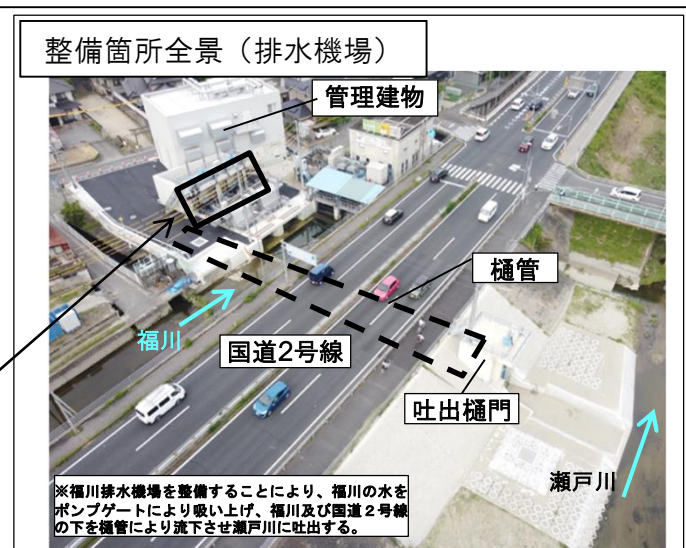 整備箇所全景（排水機場）
管理建物
樋管
福川
国道2号線
吐出樋門
瀬戸川
※福川排水機場を整備することにより、福川の水を
ポンプゲートにより吸い上げ、福川及び国道２号線
の下を樋管により流下させ瀬戸川に吐出する。